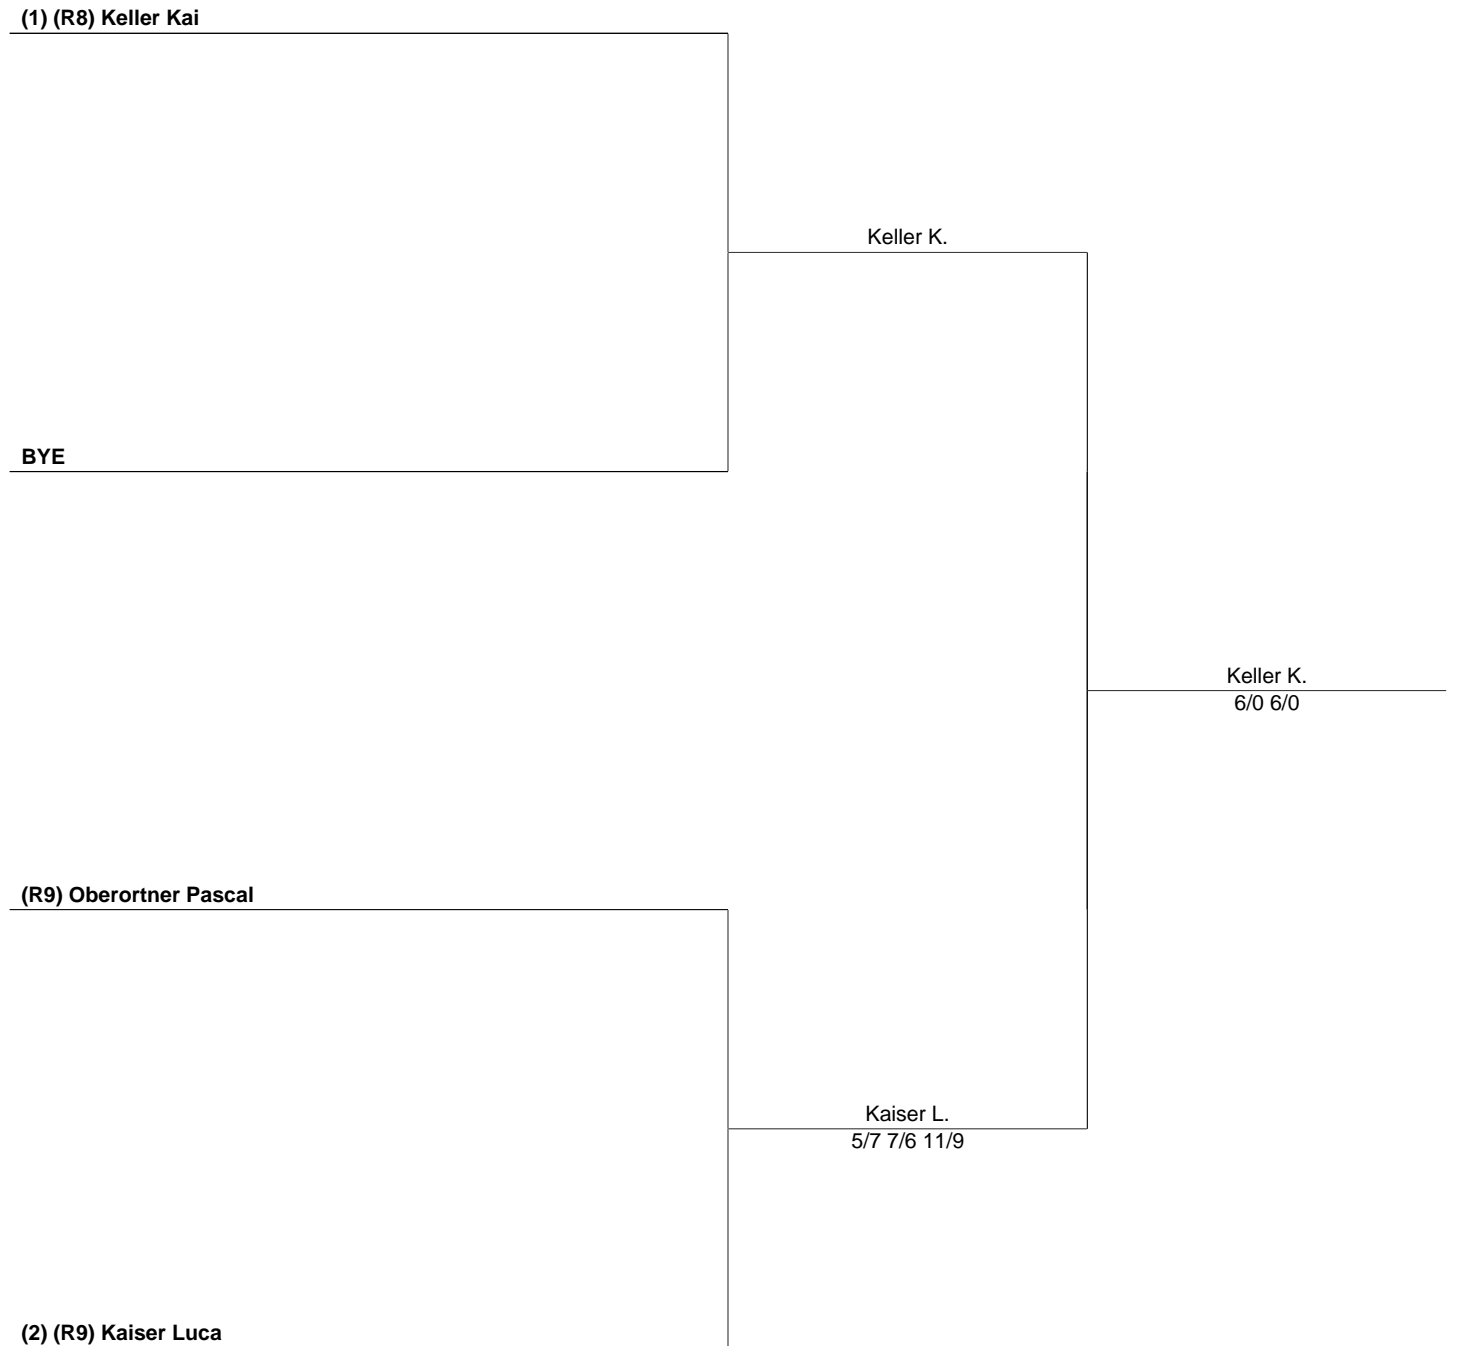 (1) (R8) Keller Kai
Keller K.
BYE
Keller K.
6/0 6/0
(R9) Oberortner Pascal
Kaiser L.
5/7 7/6 11/9
(2) (R9) Kaiser Luca